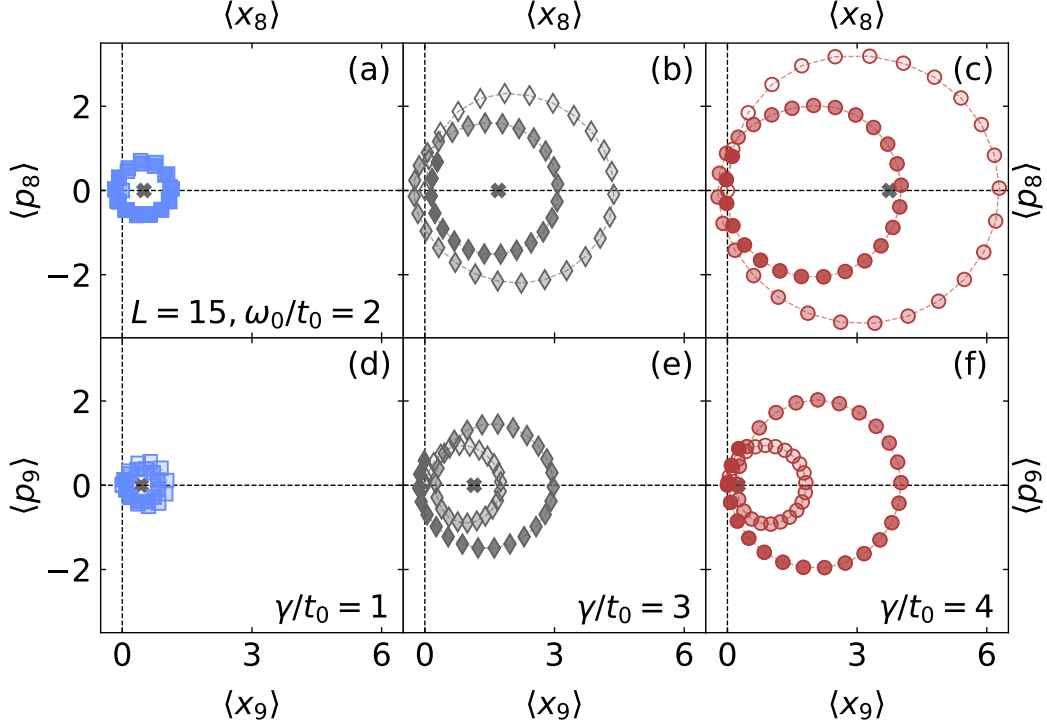 ⟨x₈⟩ ⟨x₈⟩ ⟨x₈⟩
(a) (b) (c)
2
⟨p₈⟩ 0 ⟨p₈⟩
−2
L = 15, ω₀/t₀ = 2
(d) (e) (f)
2
⟨p₉⟩ 0 ⟨p₉⟩
−2
γ/t₀ = 1 γ/t₀ = 3 γ/t₀ = 4
0 3 6 0 3 6 0 3 6
⟨x₉⟩ ⟨x₉⟩ ⟨x₉⟩